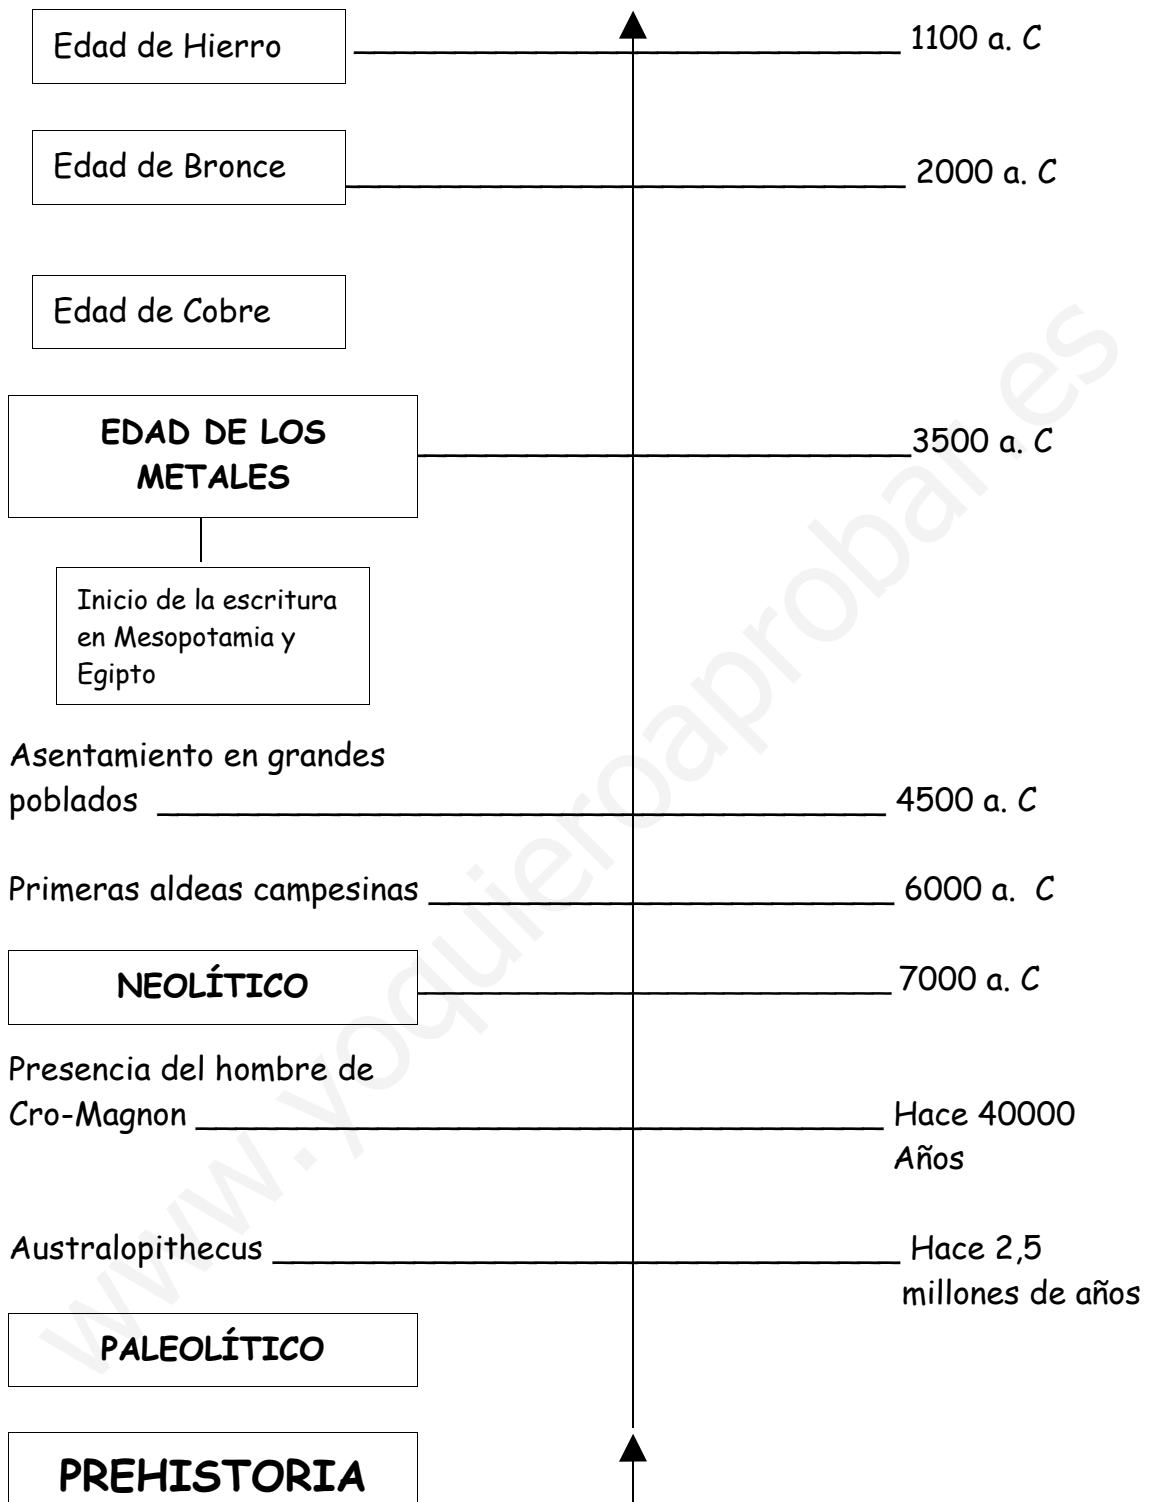 Edad de Hierro 1100 a. C
Edad de Bronce 2000 a. C
Edad de Cobre
EDAD DE LOS
METALES 3500 a. C
Inicio de la escritura
en Mesopotamia y
Egipto
Asentamiento en grandes
poblados 4500 a. C
Primeras aldeas campesinas 6000 a. C
NEOLÍTICO 7000 a. C
Presencia del hombre de
Cro-Magnon Hace 40000
Años
Australopithecus Hace 2,5
millones de años
PALEOLÍTICO
PREHISTORIA
www.yoquieroaprobar.es